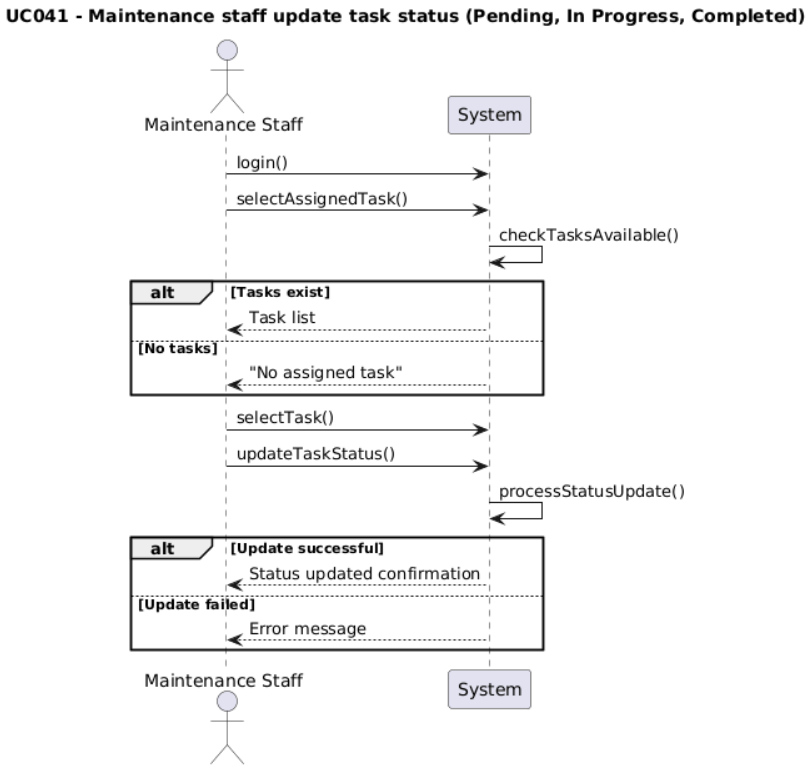 UC041 - Maintenance staff update task status (Pending, In Progress, Completed)
Maintenance Staff
System
login()
selectAssignedTask()
checkTasksAvailable()
alt [Tasks exist]
Task list
[No tasks]
"No assigned task"
selectTask()
updateTaskStatus()
processStatusUpdate()
alt [Update successful]
Status updated confirmation
[Update failed]
Error message
Maintenance Staff
System